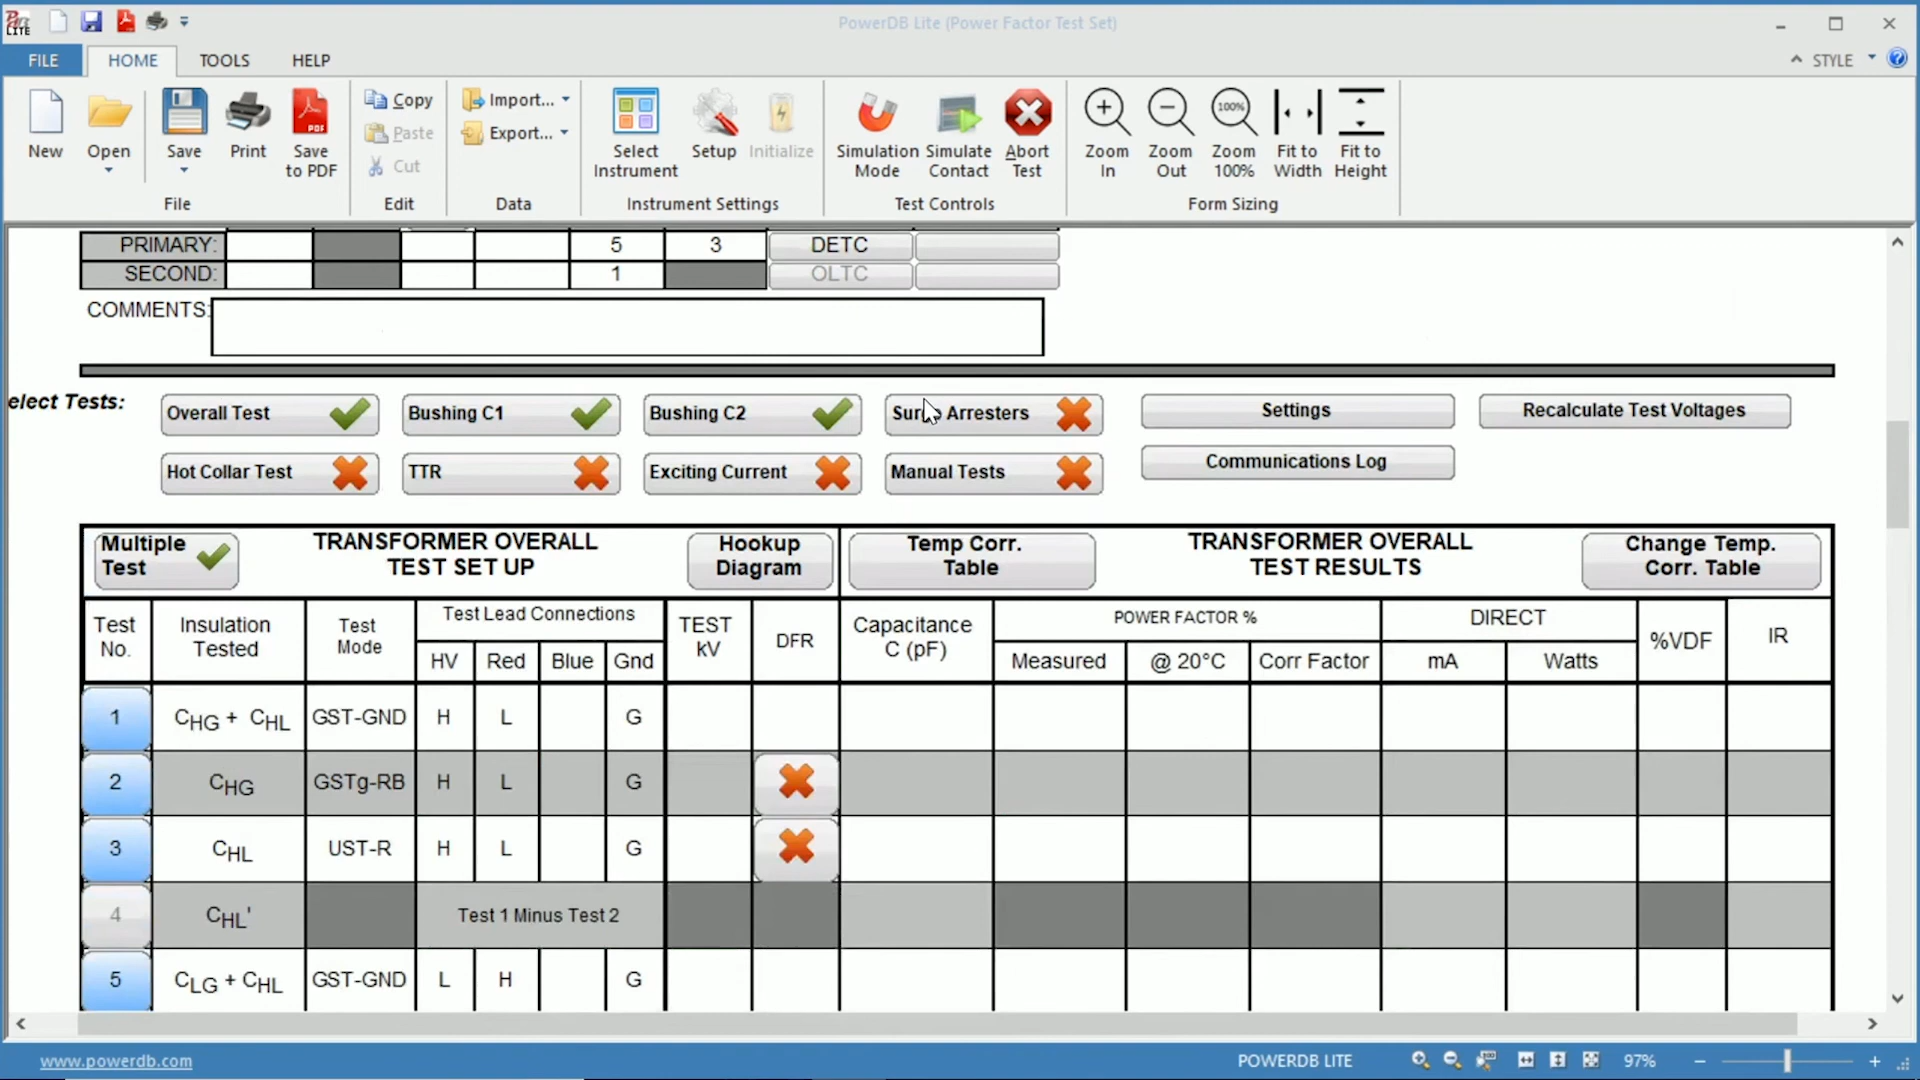 LITE
PowerDB Lite (Power Factor Test Set)
FILE HOME TOOLS HELP STYLE
New Open Save Print Save to PDF
Copy
Paste
Cut
Import...
Export...
Select Instrument Setup Initialize
Simulation Mode Simulate Contact Abort Test
Zoom In Zoom Out 100% Zoom 100% Fit to Width Fit to Height
File Edit Data Instrument Settings Test Controls Form Sizing
PRIMARY: 5 3 DETC
SECOND: 1 OLTC
COMMENTS:
elect Tests: Overall Test Bushing C1 Bushing C2 Arresters Settings Recalculate Test Voltages
Hot Collar Test TTR Exciting Current Manual Tests Communications Log
Multiple Test TRANSFORMER OVERALL TEST SET UP Hookup Diagram Temp Corr. Table TRANSFORMER OVERALL TEST RESULTS Change Temp. Corr. Table
Test No. Insulation Tested Test Mode Test Lead Connections TEST kV DFR Capacitance C (pF) POWER FACTOR % DIRECT %VDF IR
HV Red Blue Gnd Measured @ 20°C Corr Factor mA Watts
1 CHG + CHL GST-GND H L G
2 CHG GSTg-RB H L G
3 CHL UST-R H L G
4 CHL' Test 1 Minus Test 2
5 CLG + CHL GST-GND L H G
www.powerdb.com POWERDB LITE 97%